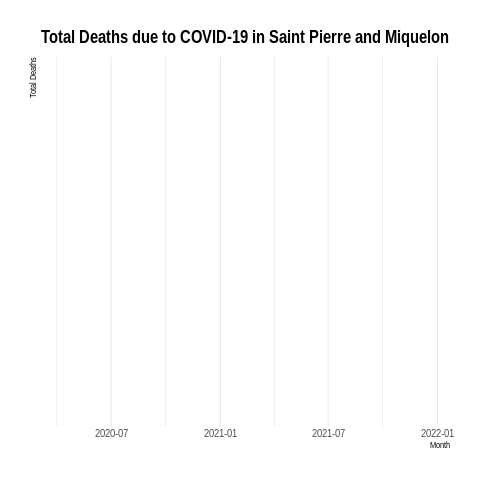 Total Deaths due to COVID-19 in Saint Pierre and Miquelon
Total Deaths
2020-07 2021-01 2021-07 2022-01
Month